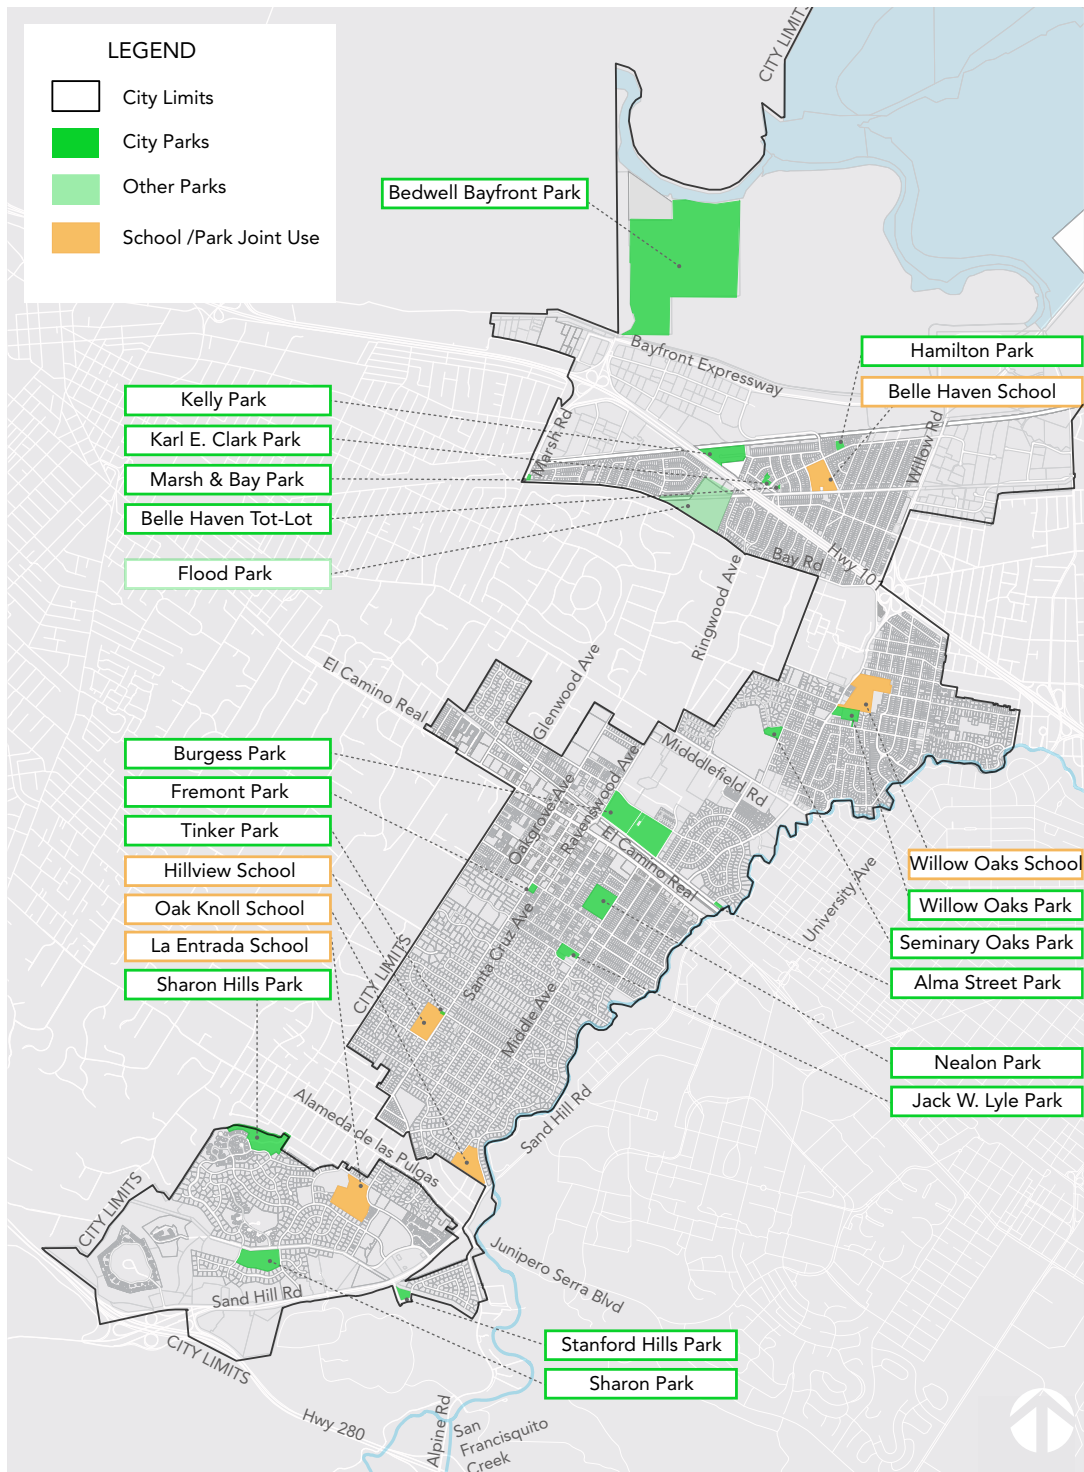 LEGEND
City Limits
City Parks
Other Parks
School /Park Joint Use
CITY LIMITS
Bedwell Bayfront Park
Bayfront Expressway
Hamilton Park
Belle Haven School
Kelly Park
Karl E. Clark Park
Marsh & Bay Park
Belle Haven Tot-Lot
Flood Park
Marsh Rd
Willow Rd
Bay Rd
Hwy 101
Ringwood Ave
El Camino Real
Glenwood Ave
Midddlefield Rd
Burgess Park
Fremont Park
Tinker Park
Hillview School
Oak Knoll School
La Entrada School
Sharon Hills Park
Oakgrove Ave
Ravenswood Ave
El Camino Real
Santa Cruz Ave
Middle Ave
CITY LIMITS
University Ave
Willow Oaks School
Willow Oaks Park
Seminary Oaks Park
Alma Street Park
Nealon Park
Jack W. Lyle Park
Sand Hill Rd
Alameda de las Pulgas
CITY LIMITS
Sand Hill Rd
Junipero Serra Blvd
CITY LIMITS
Stanford Hills Park
Sharon Park
Hwy 280
Alpine Rd
San
Francisquito
Creek